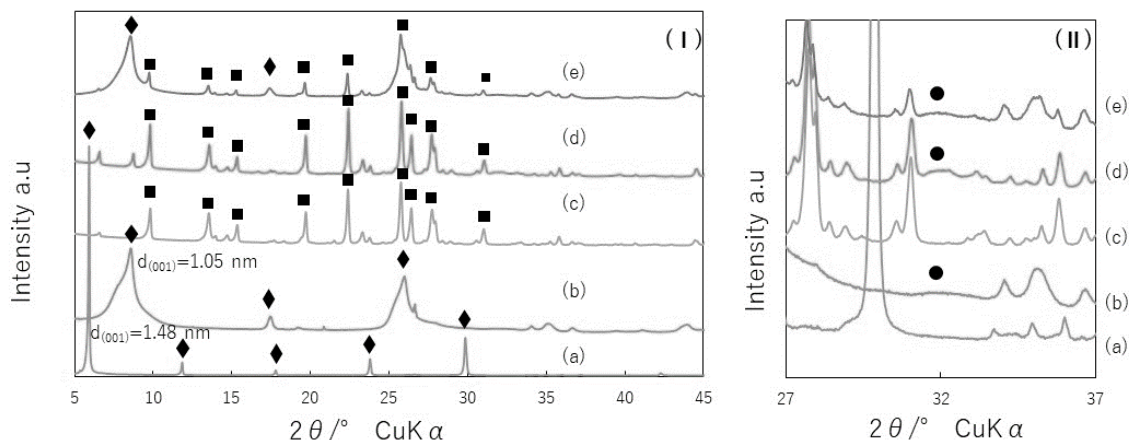 (Ⅰ)
(e)
(d)
(c)
d(001)=1.05 nm
(b)
d(001)=1.48 nm
(a)
5 10 15 20 25 30 35 40 45
2θ/° CuKα
Intensity a.u
(Ⅱ)
(e)
(d)
(c)
(b)
(a)
27 32 37
2θ/° CuKα
Intensity a.u